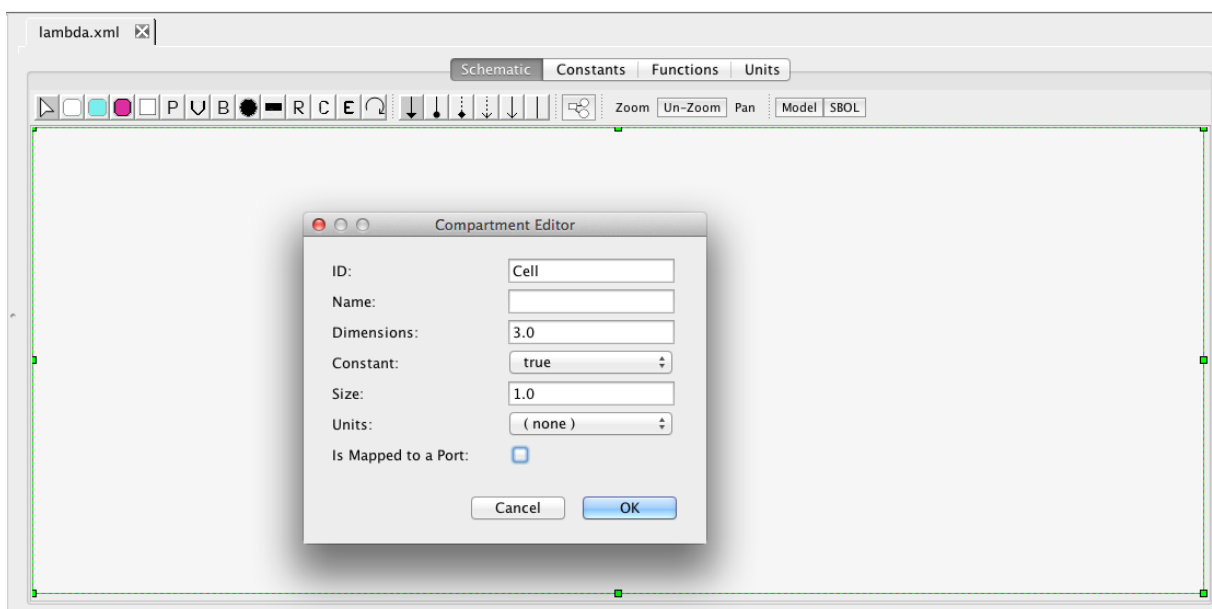 lambda.xml
Schematic Constants Functions Units
P V B R C E Zoom Un-Zoom Pan Model SBOL
Compartment Editor
ID: Cell
Name:
Dimensions: 3.0
Constant: true
Size: 1.0
Units: ( none )
Is Mapped to a Port:
Cancel OK